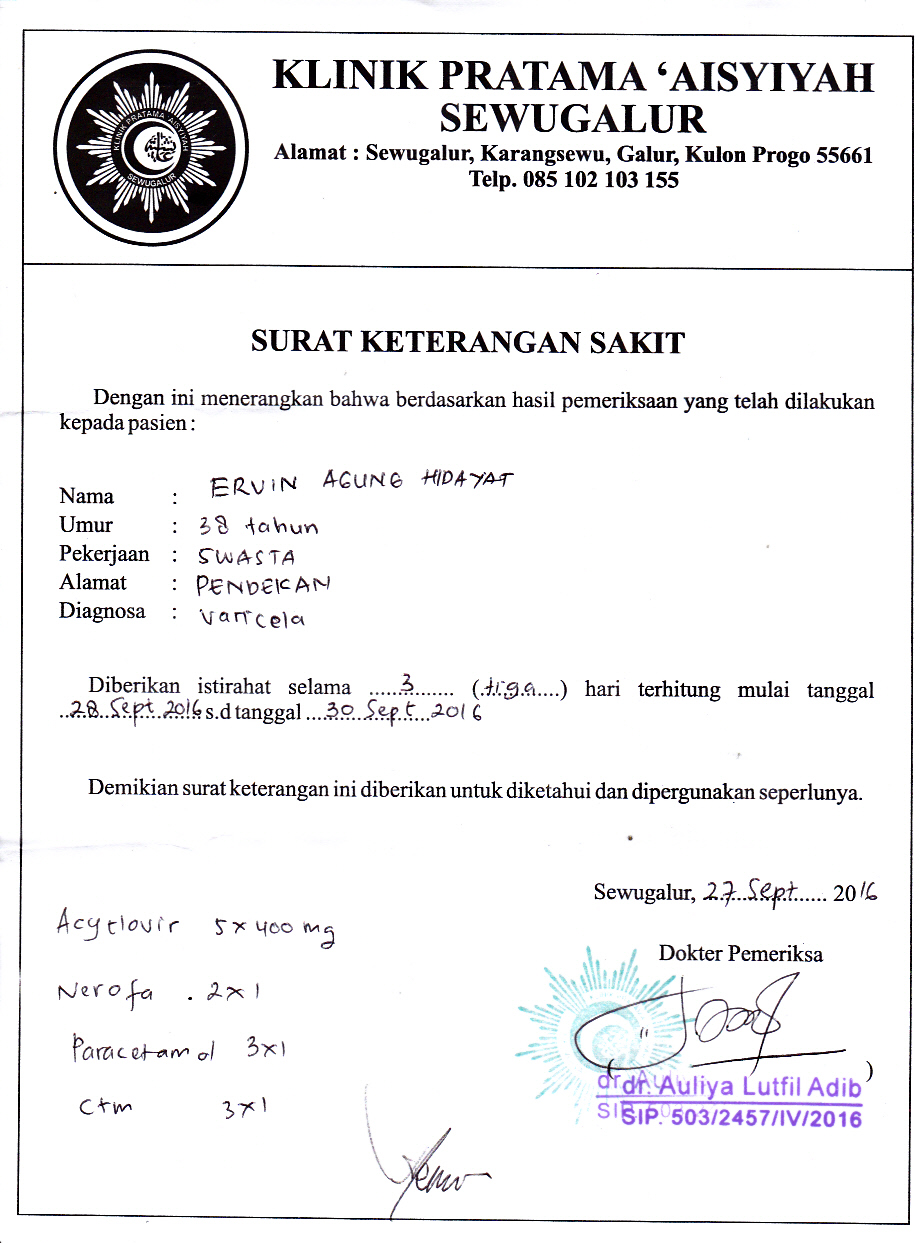 KLINIK PRATAMA 'AISYIYAH
SEWUGALUR
KLINIK PRATAMA 'AISYIYAH
SEWUGALUR
Alamat : Sewugalur, Karangsewu, Galur, Kulon Progo 55661
Telp. 085 102 103 155
SURAT KETERANGAN SAKIT
Dengan ini menerangkan bahwa berdasarkan hasil pemeriksaan yang telah dilakukan
kepada pasien :
Nama : ERVIN AGUNG HIDAYAT
Umur : 38 tahun
Pekerjaan : SWASTA
Alamat : PENDEKAN
Diagnosa : Varicela
Diberikan istirahat selama ......3........ (.tiga....) hari terhitung mulai tanggal
..28 Sept 2016 s.d tanggal ....30 Sept...2016
Demikian surat keterangan ini diberikan untuk diketahui dan dipergunakan seperlunya.
Sewugalur, 27 Sept...... 2016
Acyclovir 5x400 mg
Dokter Pemeriksa
Nerofa . 2x1
Paracetamol 3x1
Ctm 3x1
( )
dr. Auliya Lutfil Adib
SIP. 503/2457/IV/2016